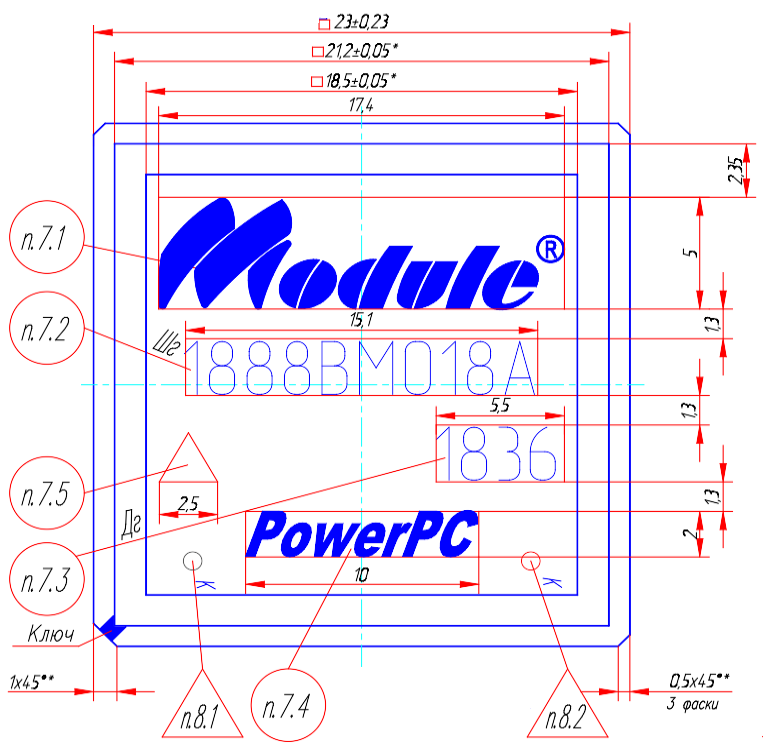 □ 23±0,23
□ 21,2±0,05*
□ 18,5±0,05*
17,4
2,35
п.7.1
Module®
5
п.7.2
15,1
1,3
Шг
1888ВМ018А
5,5
1,3
1836
п.7.5
2,5
1,3
Дг
PowerPC
2
п.7.3
10
К
К
Ключ
1x45**
0,5x45**
3 фаски
п.8.1
п.7.4
п.8.2